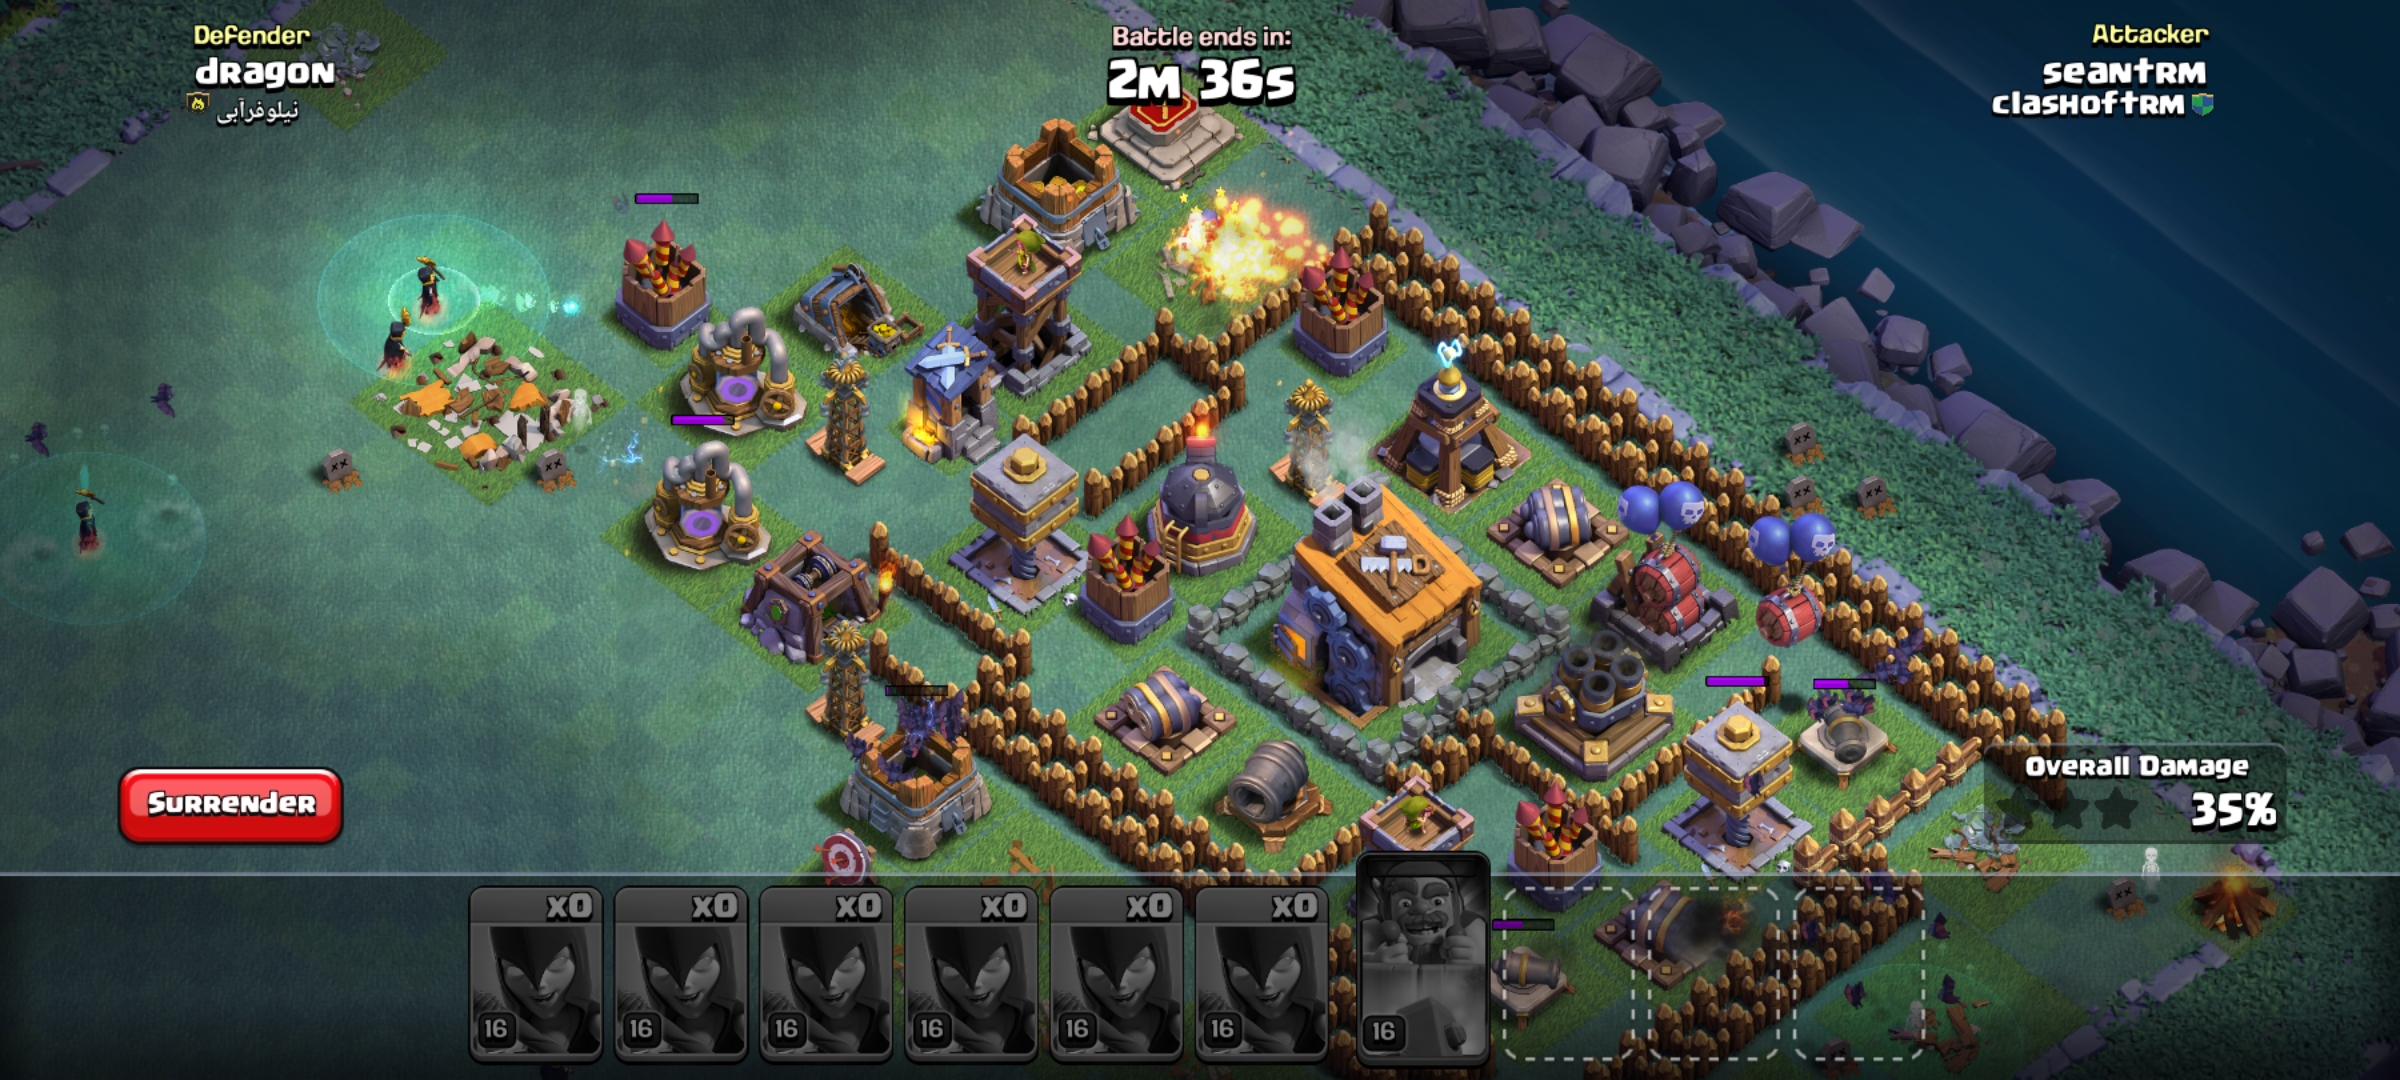 Defender
dragon
نیلوفرآبی
Battle ends in:
2m 36s
Attacker
seantrm
clashoftrm
Surrender
Overall Damage
35%
x0
x0
x0
x0
x0
x0
16
16
16
16
16
16
16